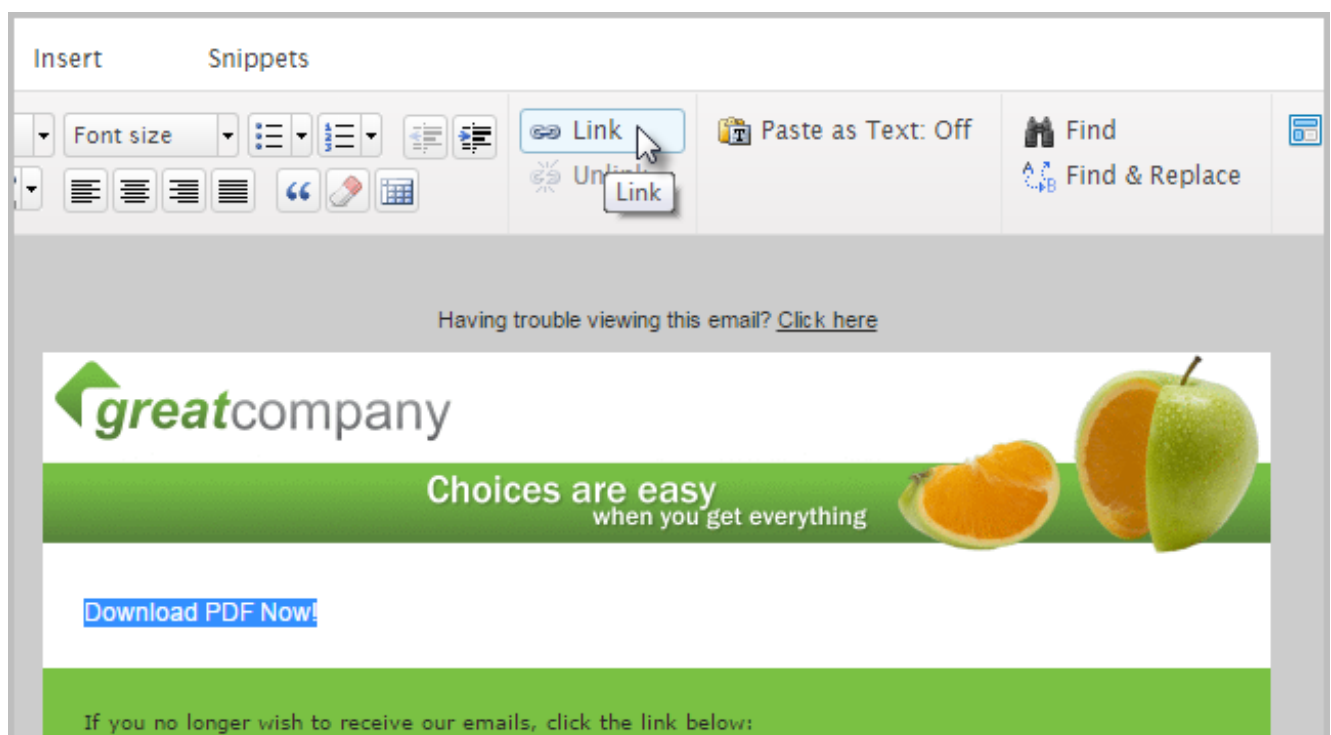 Insert Snippets
Font size Link Paste as Text: Off Find
Unlink Find & Replace
Link
Having trouble viewing this email? Click here
greatcompany
Choices are easy
when you get everything
Download PDF Now!
If you no longer wish to receive our emails, click the link below: